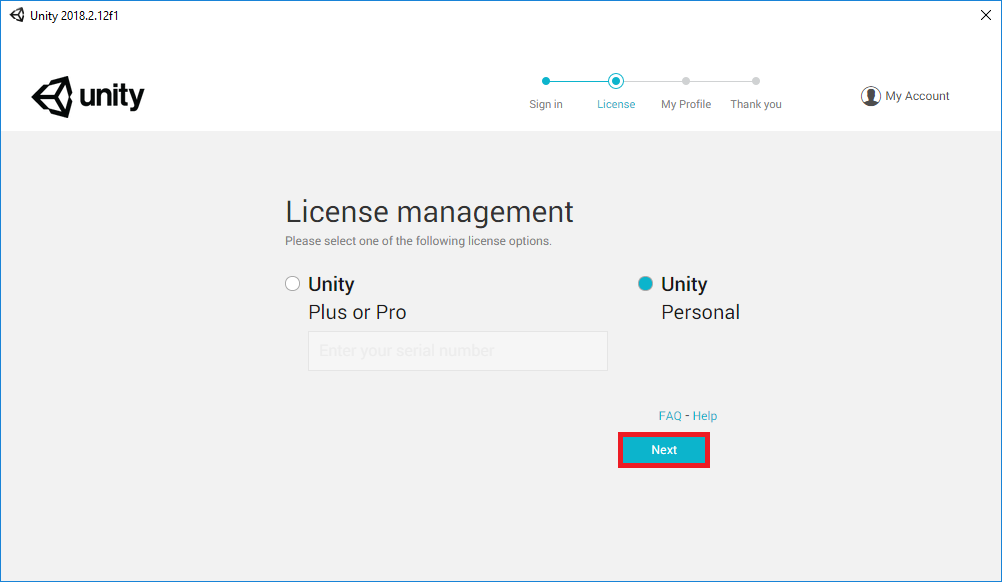 Unity 2018.2.12f1
unity
Sign in License My Profile Thank you
My Account
License management
Please select one of the following license options.
Unity
Plus or Pro
Enter your serial number
Unity
Personal
FAQ - Help
Next